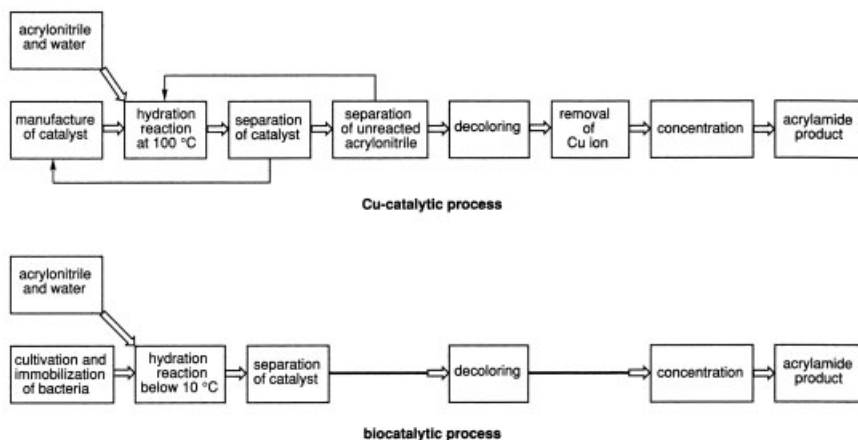 acrylonitrile
and water
manufacture
of catalyst
hydration
reaction
at 100 °C
separation
of catalyst
separation
of unreacted
acrylonitrile
decoloring
removal
of
Cu ion
concentration
acrylamide
product
Cu-catalytic process
acrylonitrile
and water
cultivation and
immobilization
of bacteria
hydration
reaction
below 10 °C
separation
of catalyst
decoloring
concentration
acrylamide
product
biocatalytic process